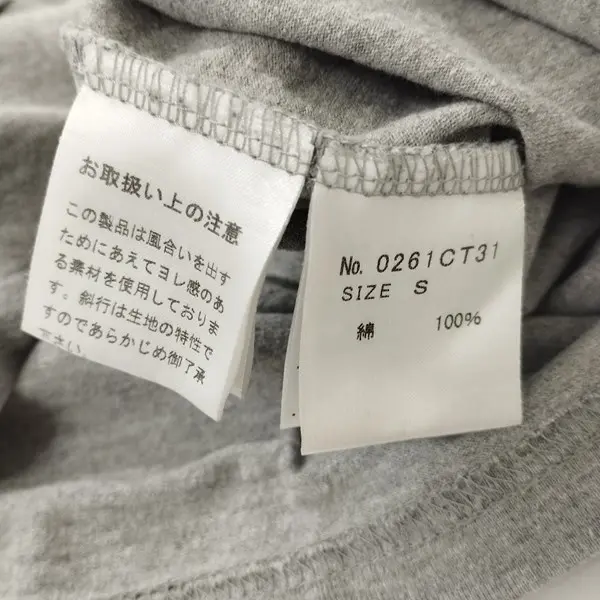 お取扱い上の注意
この製品は風合いを出す
ためにあえてヨレ感のあ
る素材を使用しておりま
す。斜行は生地の特性で
すのであらかじめ御了承
下さい。
No. 0261CT31
SIZE S
綿 100%